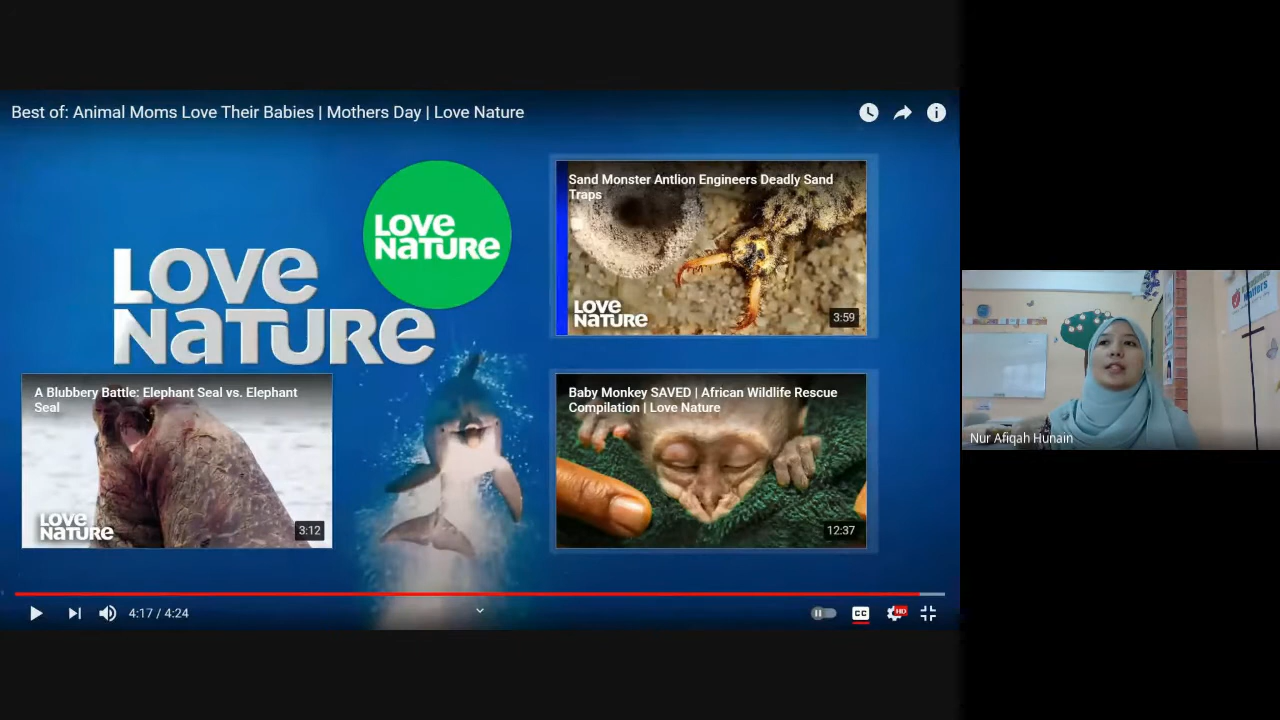 Best of: Animal Moms Love Their Babies | Mothers Day | Love Nature
LOVE
NATURE
LOVE
NATURE
Sand Monster Antlion Engineers Deadly Sand
Traps
LOVE
NATURE
3:59
A Blubbery Battle: Elephant Seal vs. Elephant
Seal
LOVE
NATURE
3:12
Baby Monkey SAVED | African Wildlife Rescue
Compilation | Love Nature
12:37
4:17 / 4:24
CC
HD
Nur Afiqah Hunain